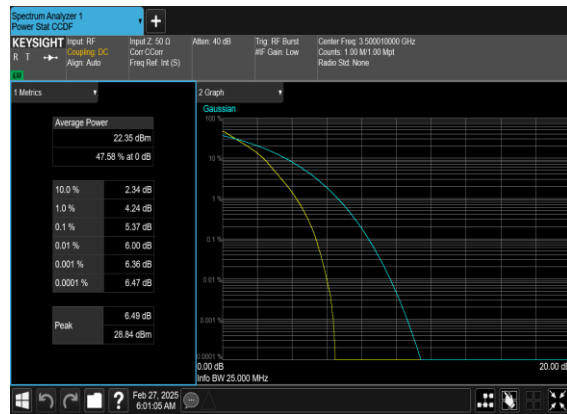 Spectrum Analyzer 1
Power Stat CCDF
+
KEYSIGHT
R T
Input: RF
Coupling: DC
Align: Auto
Input Z: 50 Ω
Corr CCorr
Freq Ref: Int (S)
Atten: 40 dB
Trig: RF Burst
#IF Gain: Low
Center Freq: 3.500010000 GHz
Counts: 1.00 M/1.00 Mpt
Radio Std: None
1 Metrics
Average Power
22.35 dBm
47.58 % at 0 dB
10.0 % 2.34 dB
1.0 % 4.24 dB
0.1 % 5.37 dB
0.01 % 6.00 dB
0.001 % 6.36 dB
0.0001 % 6.47 dB
Peak
6.49 dB
28.84 dBm
2 Graph
Gaussian
100 %
10 %
1 %
0.1 %
0.01 %
0.001 %
0.0001 %
0.00 dB
20.00 dB
Info BW 25.000 MHz
?
Feb 27, 2025
6:01:05 AM